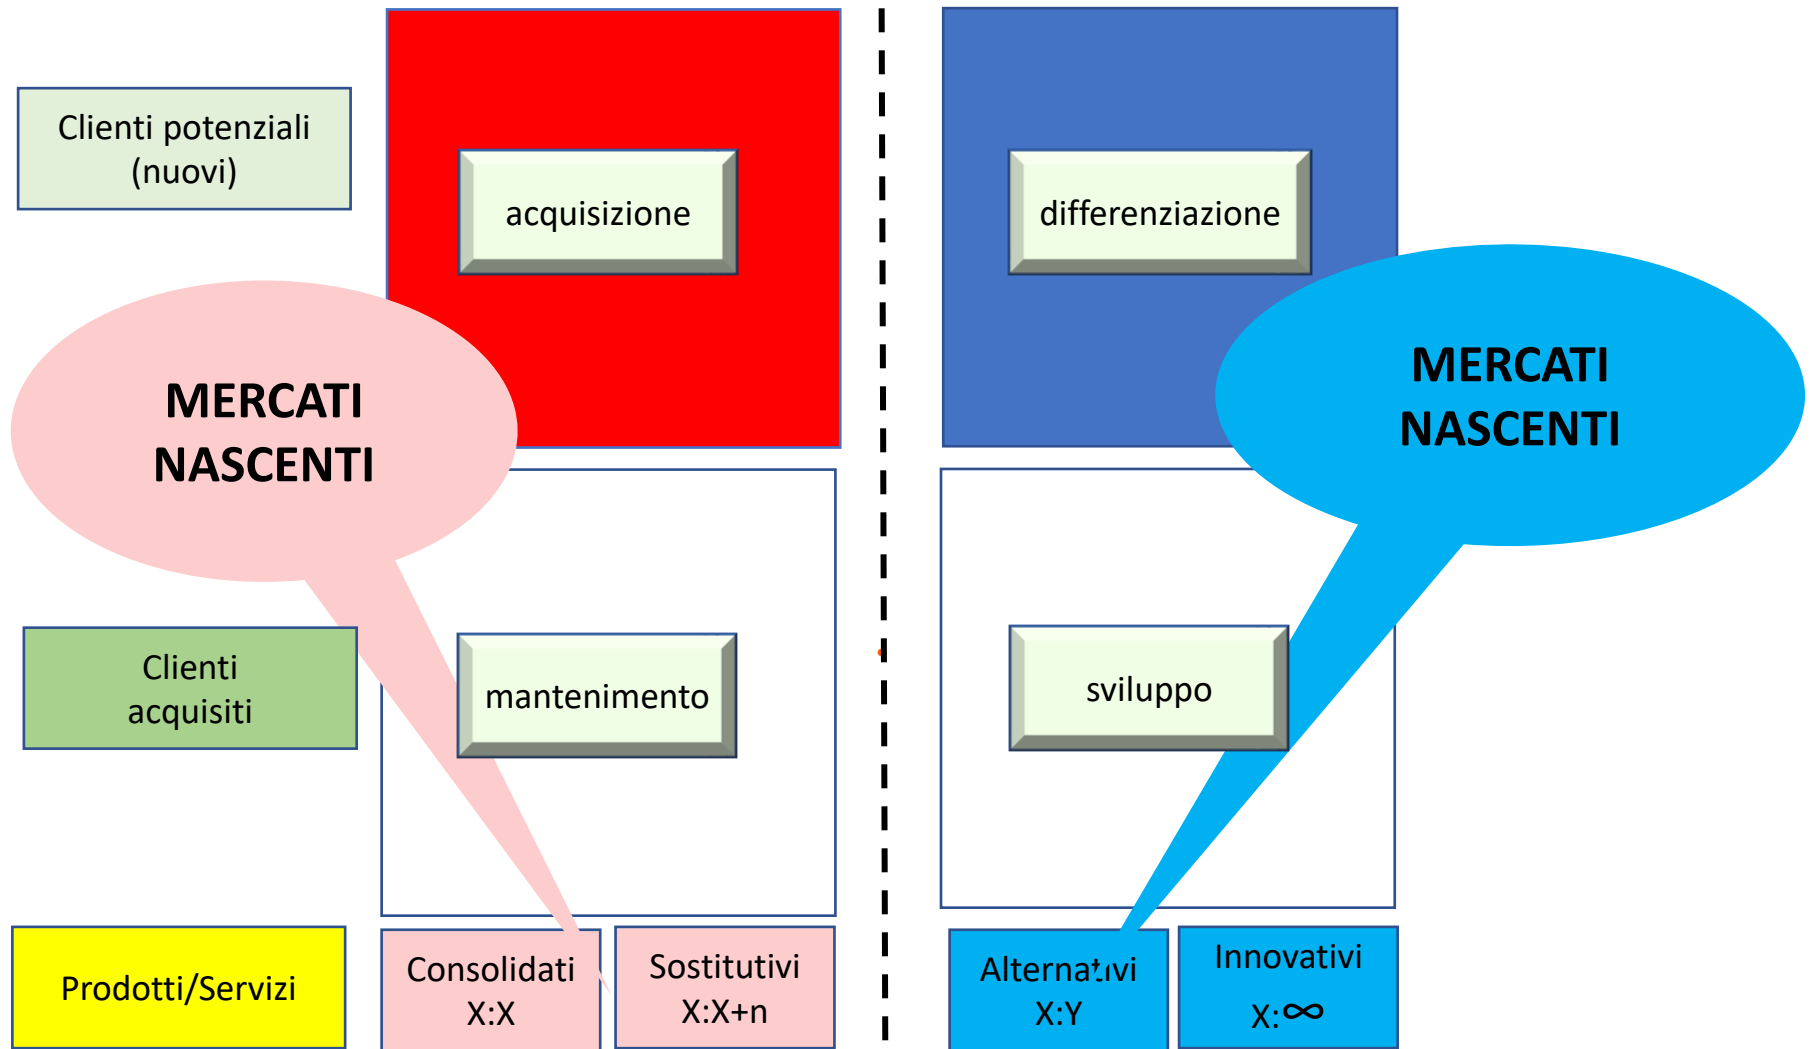 Clienti potenziali
(nuovi)
acquisizione
differenziazione
MERCATI
NASCENTI
MERCATI
NASCENTI
Clienti
acquisiti
mantenimento
sviluppo
Prodotti/Servizi
Consolidati
X:X
Sostitutivi
X:X+n
Alternativi
X:Y
Innovativi
X:∞